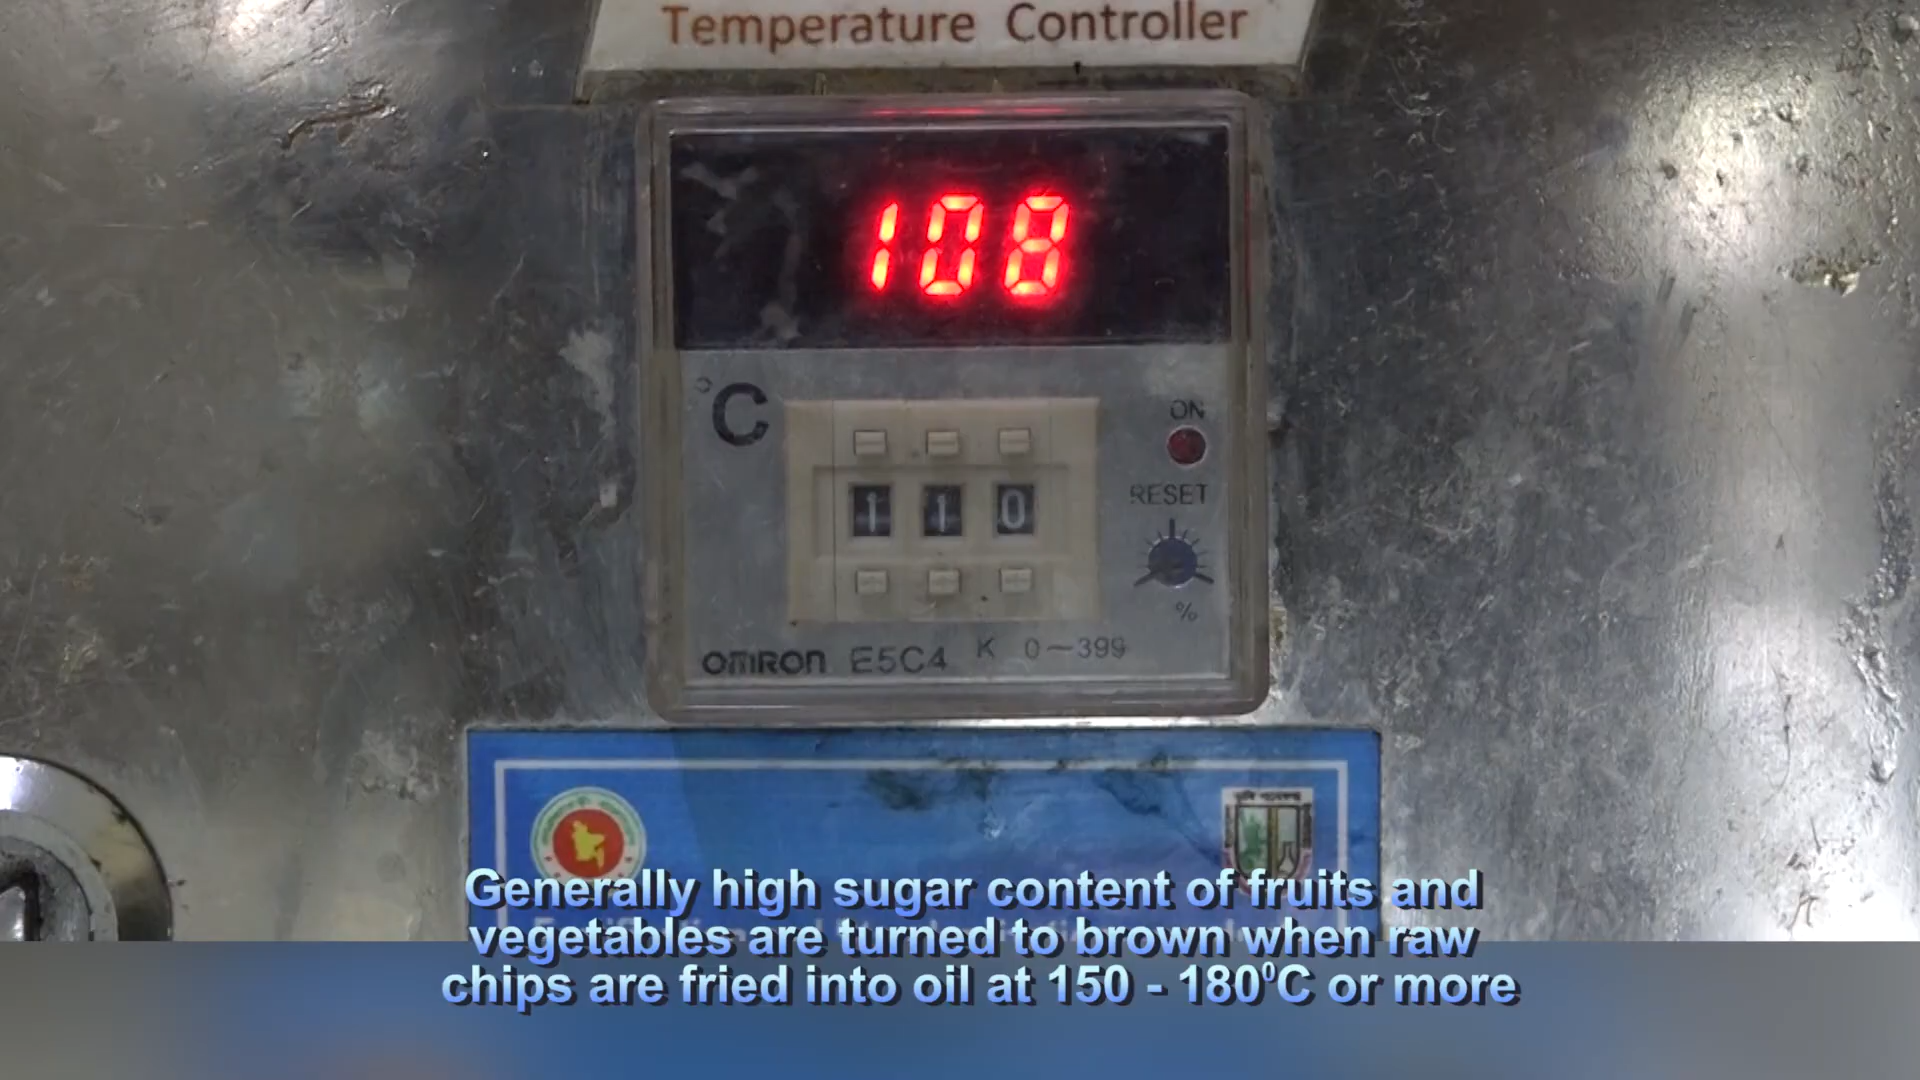 Temperature Controller
108
°C
ON
110
RESET
%
OMRON E5C4 K 0~399
Generally high sugar content of fruits and
vegetables are turned to brown when raw
chips are fried into oil at 150 - 180⁰C or more